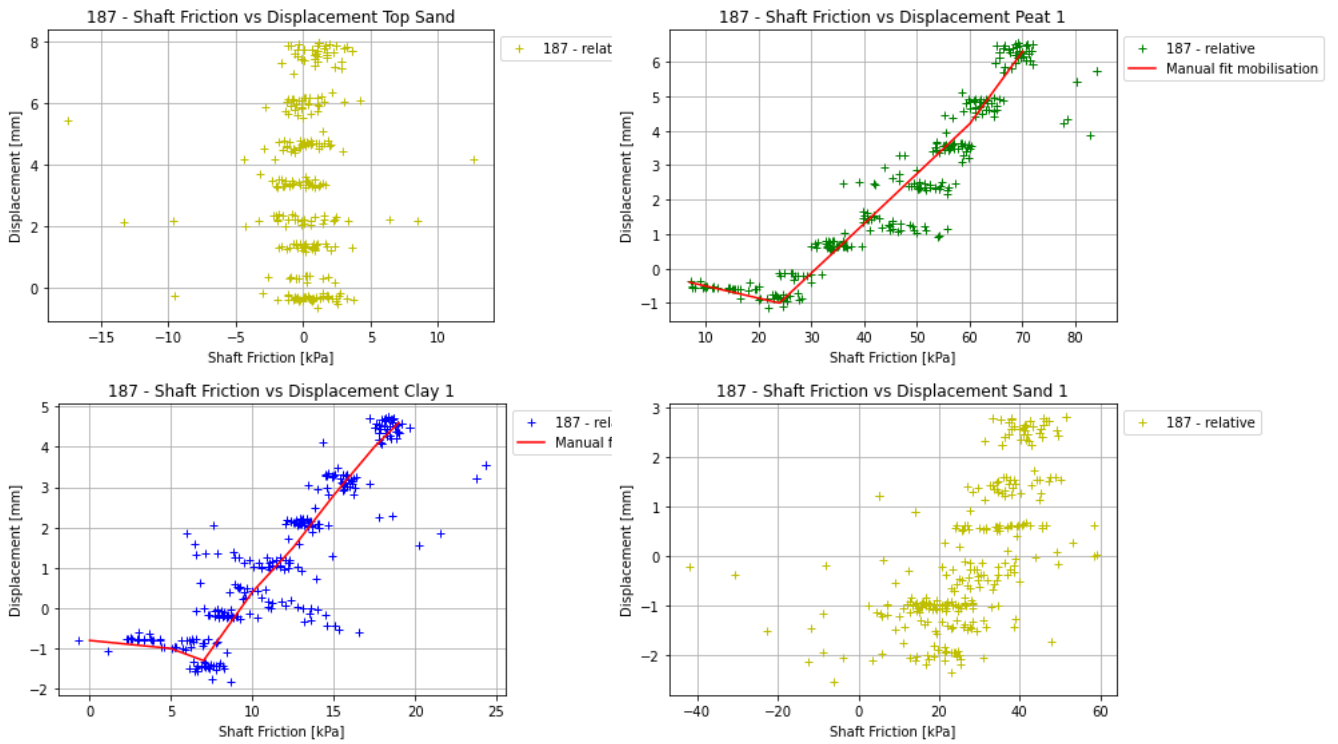 187 - Shaft Friction vs Displacement Top Sand
187 - relat
8
6
4
2
0
Displacement [mm]
−15 −10 −5 0 5 10
Shaft Friction [kPa]
187 - Shaft Friction vs Displacement Peat 1
187 - relative
Manual fit mobilisation
6
5
4
3
2
1
0
−1
Displacement [mm]
10 20 30 40 50 60 70 80
Shaft Friction [kPa]
187 - Shaft Friction vs Displacement Clay 1
187 - rela
Manual f
5
4
3
2
1
0
−1
−2
Displacement [mm]
0 5 10 15 20 25
Shaft Friction [kPa]
187 - Shaft Friction vs Displacement Sand 1
187 - relative
3
2
1
0
−1
−2
Displacement [mm]
−40 −20 0 20 40 60
Shaft Friction [kPa]